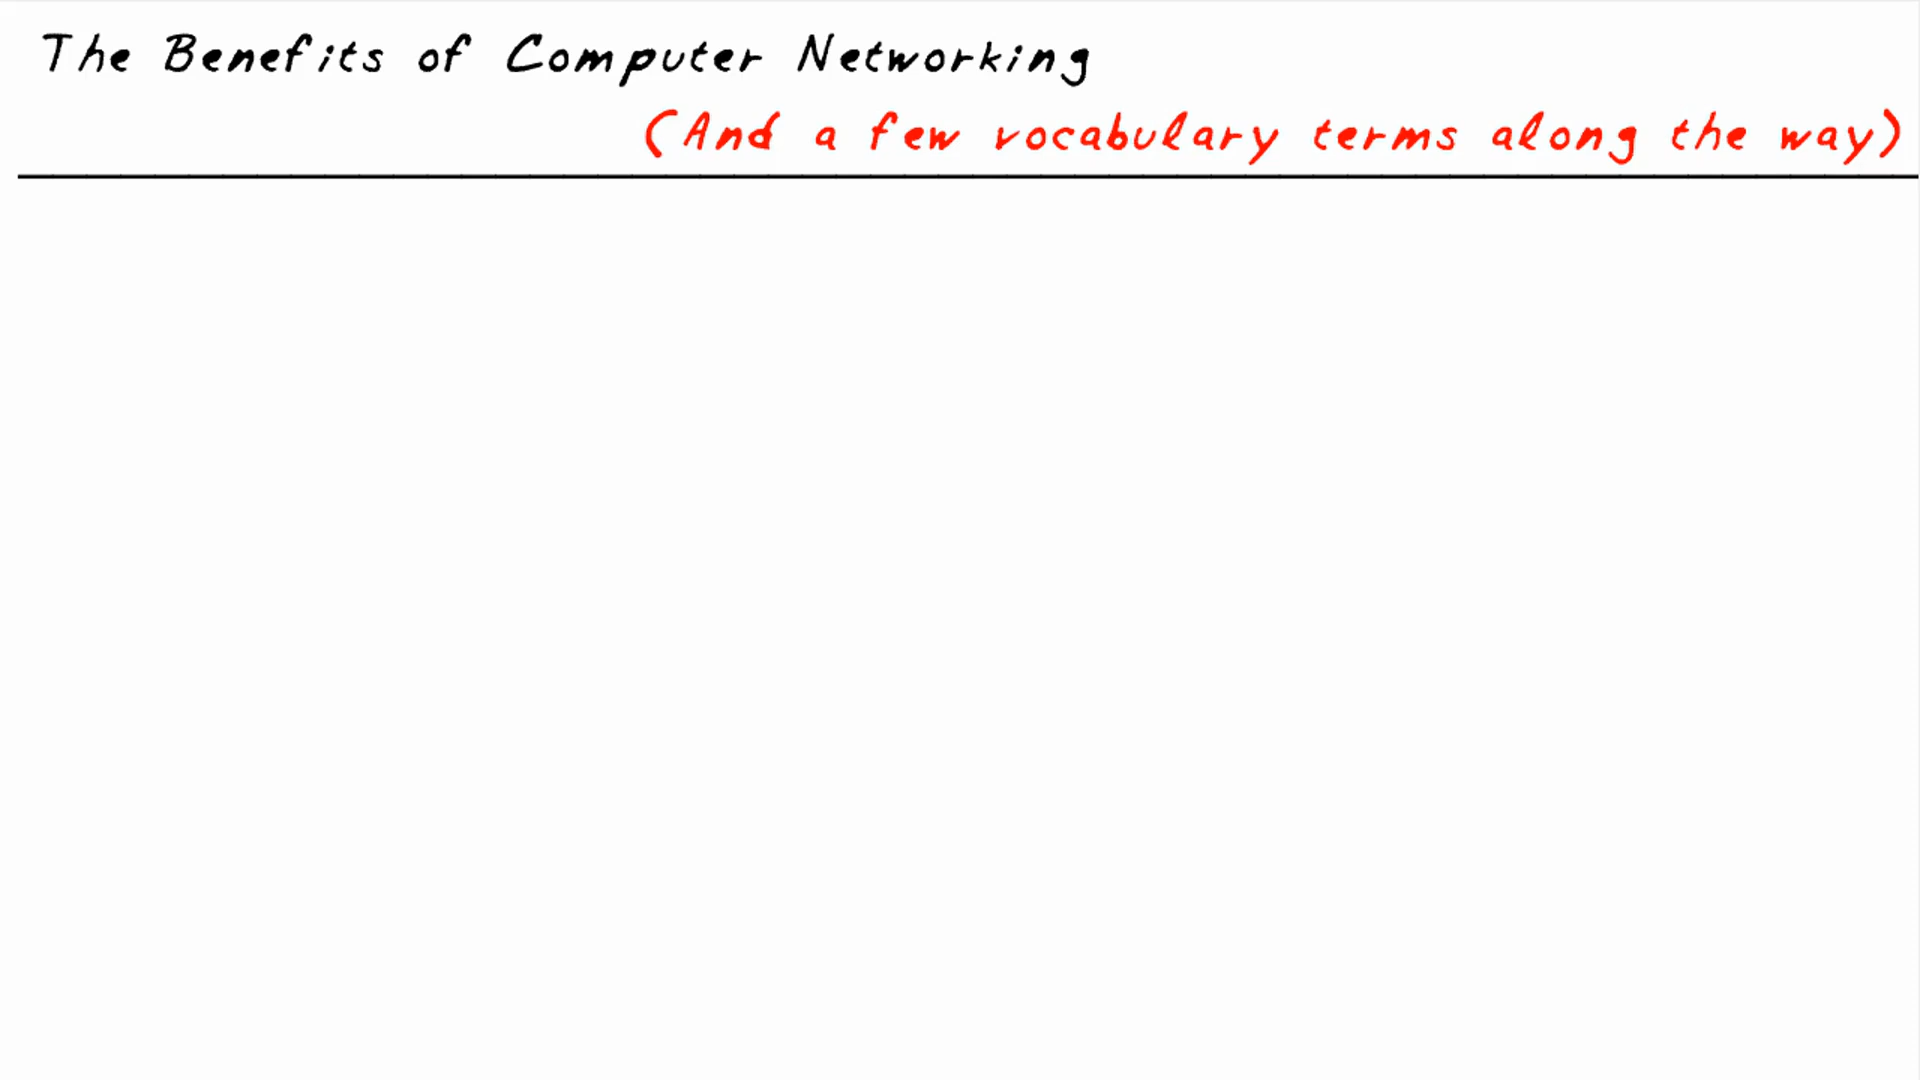 The Benefits of Computer Networking
(And a few vocabulary terms along the way)